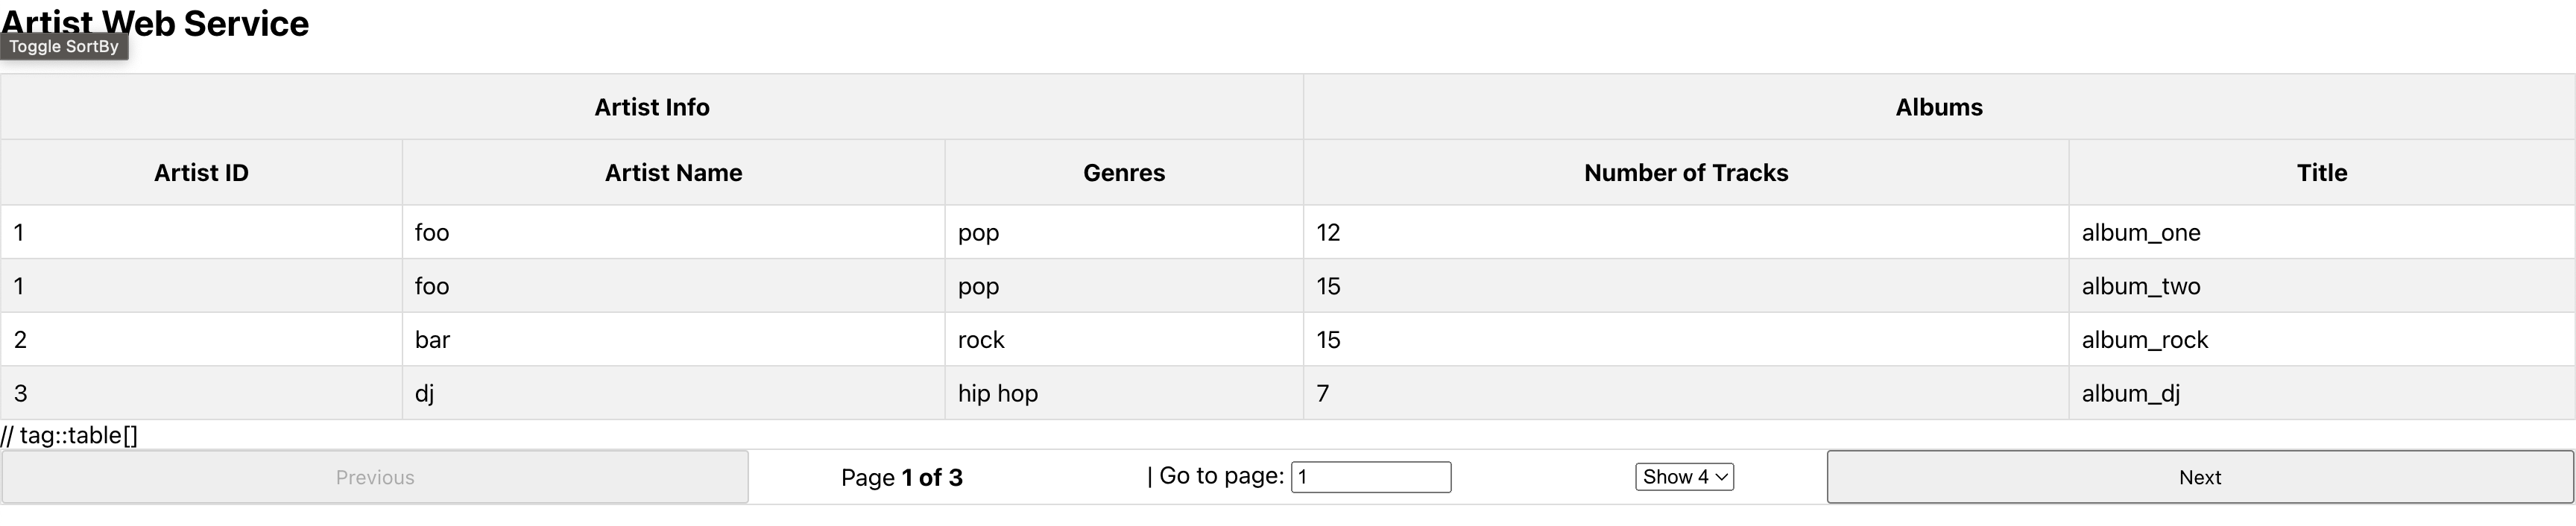 Artist Web Service
Toggle SortBy
Artist Info Albums
Artist ID Artist Name Genres Number of Tracks Title
1 foo pop 12 album_one
1 foo pop 15 album_two
2 bar rock 15 album_rock
3 dj hip hop 7 album_dj
// tag::table[]
Previous Page 1 of 3 | Go to page: 1 Show 4 Next